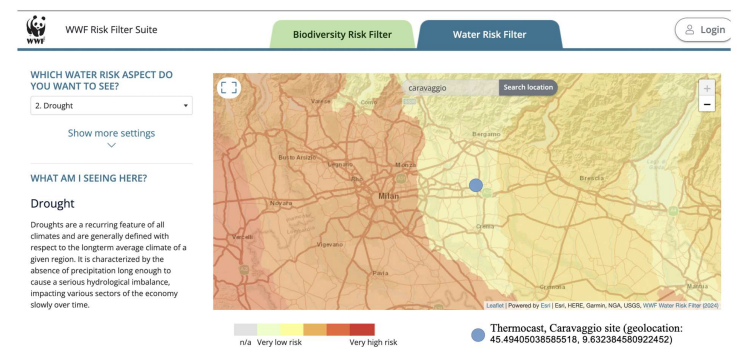 WWF
WWF Risk Filter Suite
Biodiversity Risk Filter
Water Risk Filter
Login
WHICH WATER RISK ASPECT DO
YOU WANT TO SEE?
2. Drought
Show more settings
WHAT AM I SEEING HERE?
Drought
Droughts are a recurring feature of all
climates and are generally defined with
respect to the longterm average climate of a
given region. It is characterized by the
absence of precipitation long enough to
cause a serious hydrological imbalance,
impacting various sectors of the economy
slowly over time.
caravaggio
Search location
+
−
Varese
Como
Bergamo
Busto Arsizio
Legnano
Monza
Brescia
Novara
Milan
Crema
Vercelli
Vigevano
Pavia
Cremona
Mantua
Leaflet | Powered by Esri | Esri, HERE, Garmin, NGA, USGS, WWF Water Risk Filter (2024)
n/a Very low risk Very high risk
Thermocast, Caravaggio site (geolocation:
45.49405038585518, 9.632384580922452)